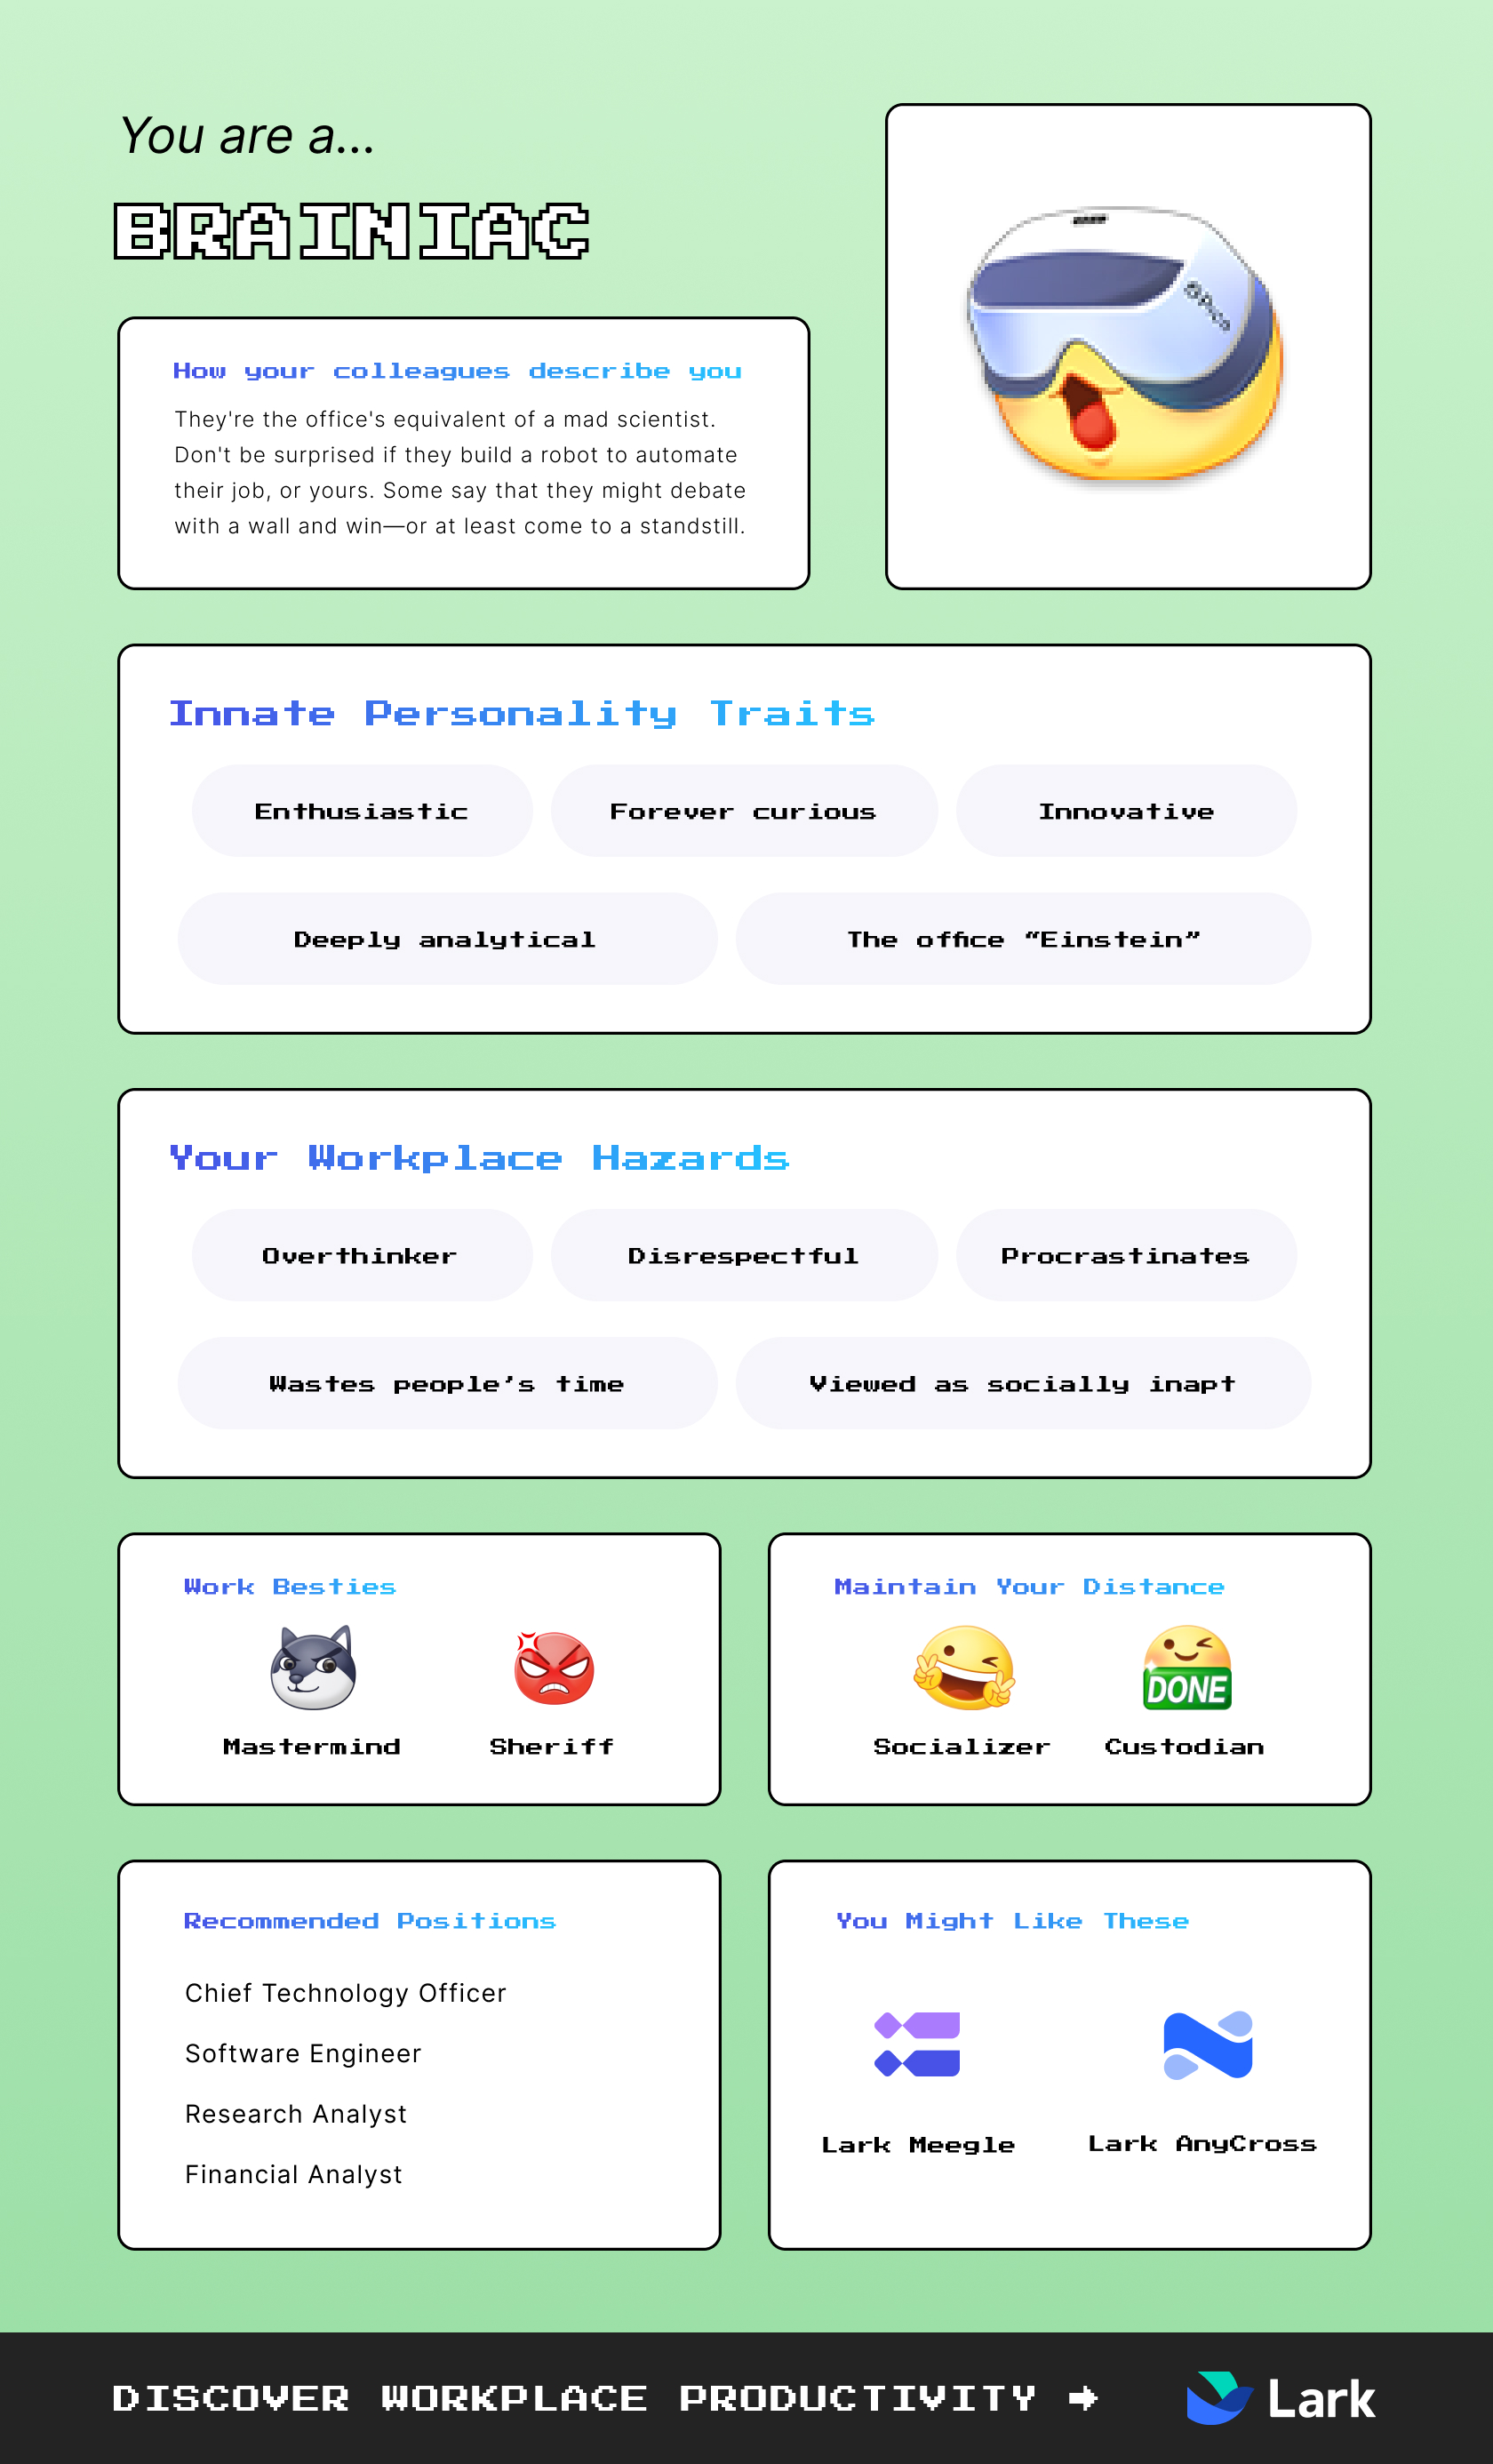 You are a...
BRAINIAC
How your colleagues describe you
They're the office's equivalent of a mad scientist.
Don't be surprised if they build a robot to automate
their job, or yours. Some say that they might debate
with a wall and win—or at least come to a standstill.
Pico
Innate Personality Traits
Enthusiastic
Forever curious
Innovative
Deeply analytical
The office “Einstein”
Your Workplace Hazards
Overthinker
Disrespectful
Procrastinates
Wastes people’s time
Viewed as socially inapt
Work Besties
Mastermind
Sheriff
Maintain Your Distance
DONE
Socializer
Custodian
Recommended Positions
Chief Technology Officer
Software Engineer
Research Analyst
Financial Analyst
You Might Like These
Lark Meegle
Lark AnyCross
DISCOVER WORKPLACE PRODUCTIVITY →
Lark